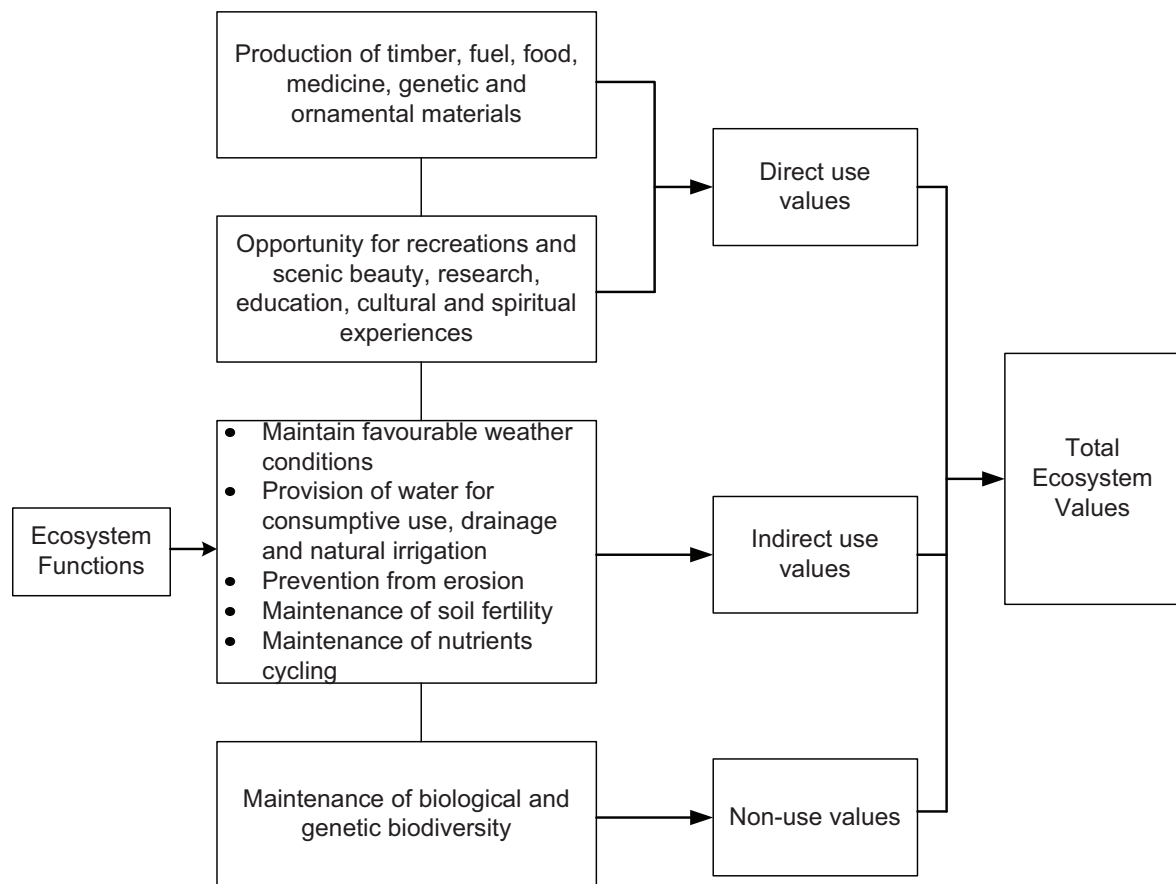 Production of timber, fuel, food,
medicine, genetic and
ornamental materials
Direct use
values
Opportunity for recreations and
scenic beauty, research,
education, cultural and spiritual
experiences
Total
Ecosystem
Values
Ecosystem
Functions
• Maintain favourable weather
conditions
• Provision of water for
consumptive use, drainage
and natural irrigation
• Prevention from erosion
• Maintenance of soil fertility
• Maintenance of nutrients
cycling
Indirect use
values
Maintenance of biological and
genetic biodiversity
Non-use values